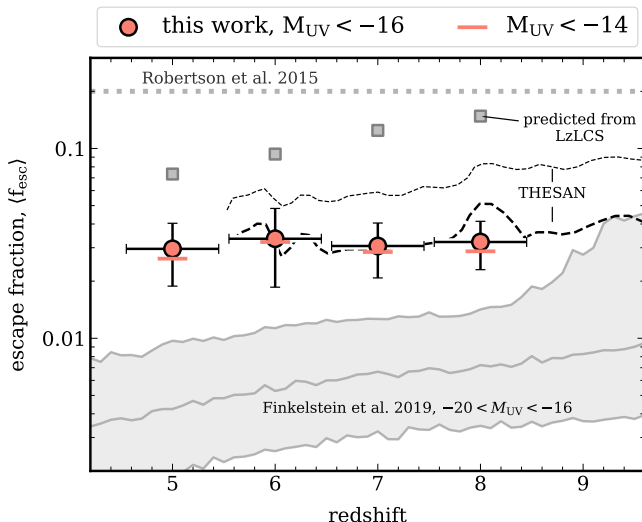 this work, M_UV < −16
M_UV < −14
Robertson et al. 2015
predicted from
LzLCS
THESAN
Finkelstein et al. 2019, −20 < M_UV < −16
escape fraction, ⟨f_esc⟩
0.1
0.01
5 6 7 8 9
redshift